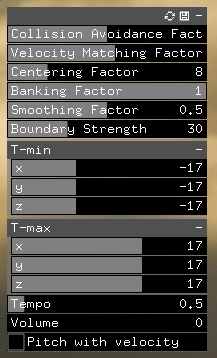 Collision Avoidance Fact
Velocity Matching Factor
Centering Factor 8
Banking Factor 1
Smoothing Factor 0.5
Boundary Strength 30
T-min −
x -17
y -17
z -17
T-max −
x 17
y 17
z 17
Tempo 0.5
Volume 0
Pitch with velocity